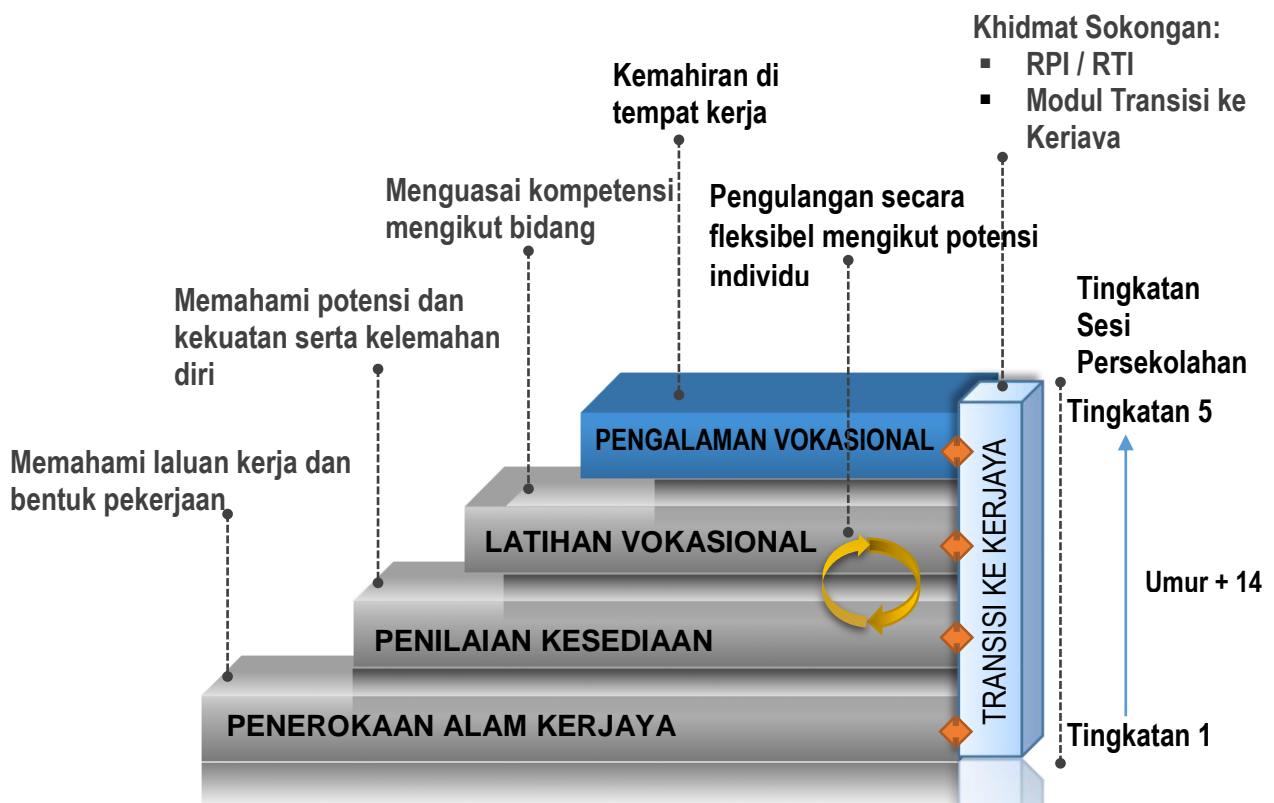 Khidmat Sokongan:
▪ RPI / RTI
▪ Modul Transisi ke
Kerjaya
Kemahiran di
tempat kerja
Menguasai kompetensi
mengikut bidang
Pengulangan secara
fleksibel mengikut potensi
individu
Memahami potensi dan
kekuatan serta kelemahan
diri
Memahami laluan kerja dan
bentuk pekerjaan
Tingkatan
Sesi
Persekolahan
Tingkatan 5
Umur + 14
Tingkatan 1
PENGALAMAN VOKASIONAL
LATIHAN VOKASIONAL
PENILAIAN KESEDIAAN
PENEROKAAN ALAM KERJAYA
TRANSISI KE KERJAYA